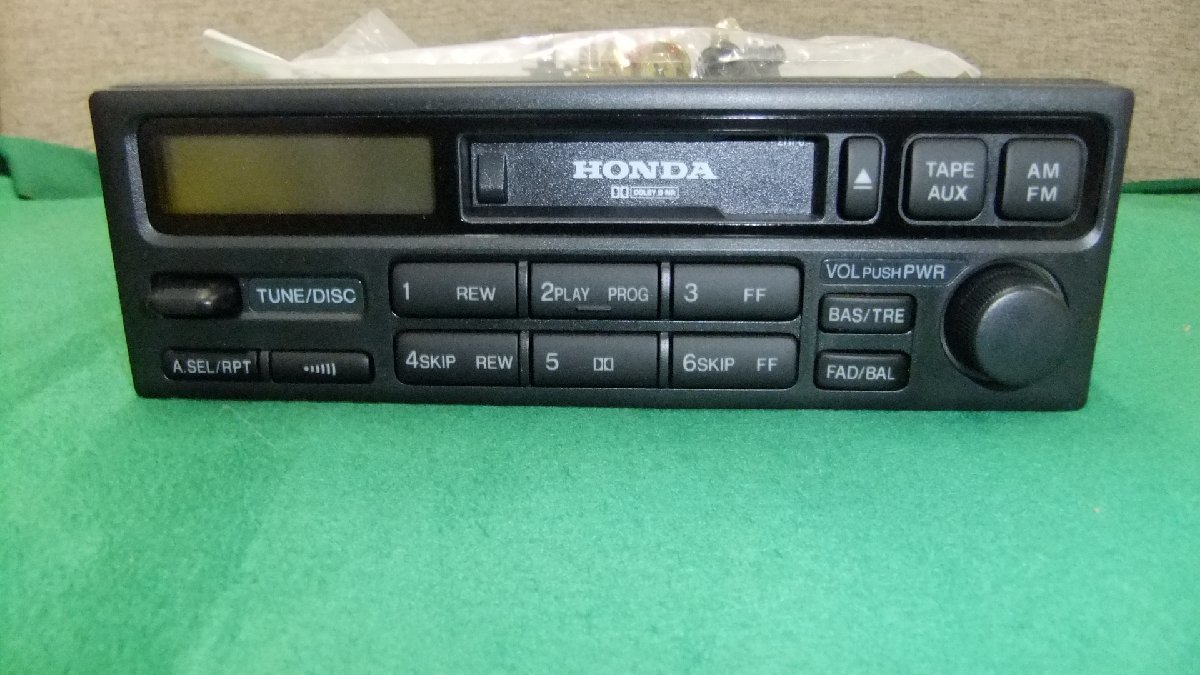 HONDA
DOLBY B NR
TAPE
AUX
AM
FM
TUNE/DISC
1 REW
2PLAY PROG
3 FF
VOL PUSH PWR
BAS/TRE
A.SEL/RPT
4SKIP REW
5
6SKIP FF
FAD/BAL